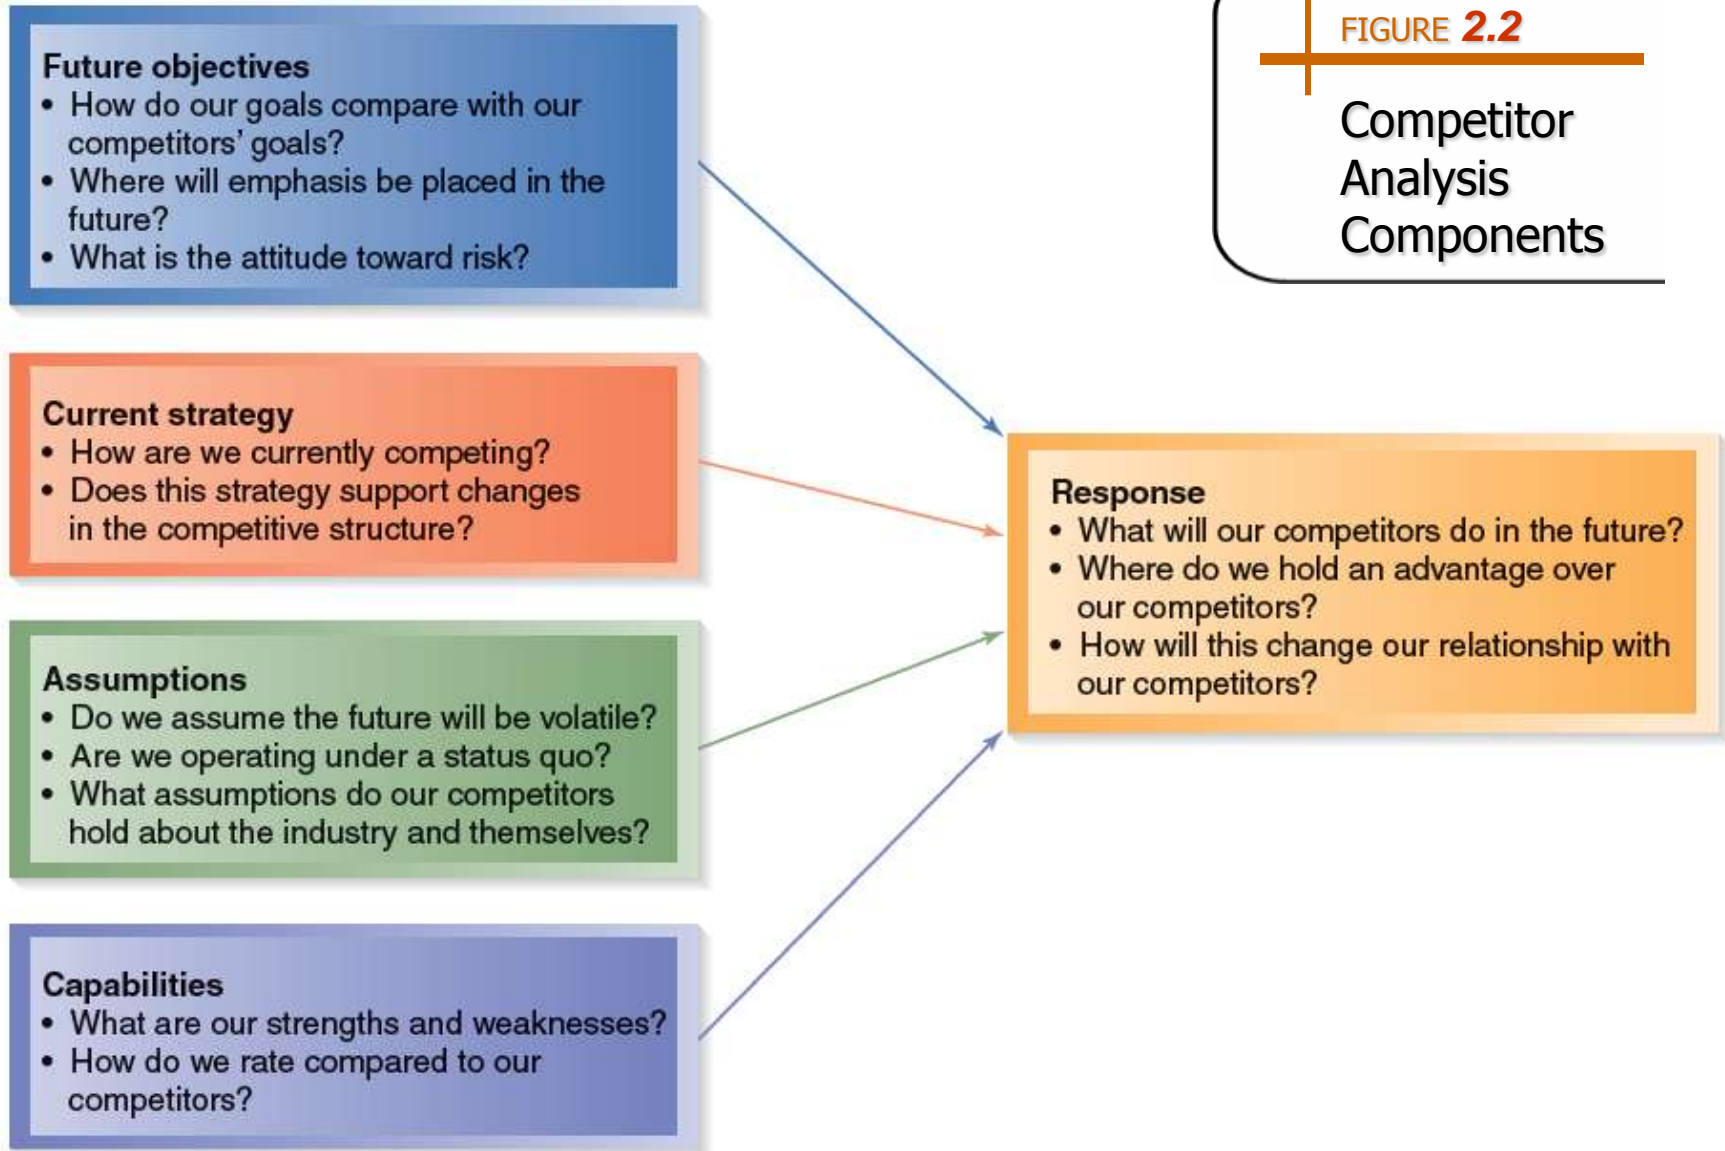 FIGURE 2.2
Competitor
Analysis
Components
Future objectives
• How do our goals compare with our
competitors’ goals?
• Where will emphasis be placed in the
future?
• What is the attitude toward risk?
Current strategy
• How are we currently competing?
• Does this strategy support changes
in the competitive structure?
Assumptions
• Do we assume the future will be volatile?
• Are we operating under a status quo?
• What assumptions do our competitors
hold about the industry and themselves?
Capabilities
• What are our strengths and weaknesses?
• How do we rate compared to our
competitors?
Response
• What will our competitors do in the future?
• Where do we hold an advantage over
our competitors?
• How will this change our relationship with
our competitors?